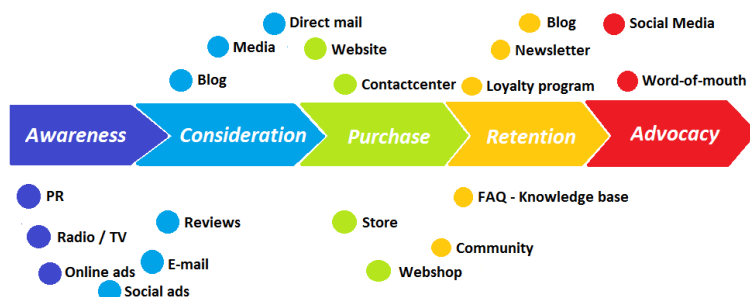 Direct mail
Media
Blog
Website
Contactcenter
Blog
Newsletter
Loyalty program
Social Media
Word-of-mouth
Awareness
Consideration
Purchase
Retention
Advocacy
PR
Radio / TV
Online ads
Reviews
E-mail
Social ads
Store
Webshop
FAQ - Knowledge base
Community